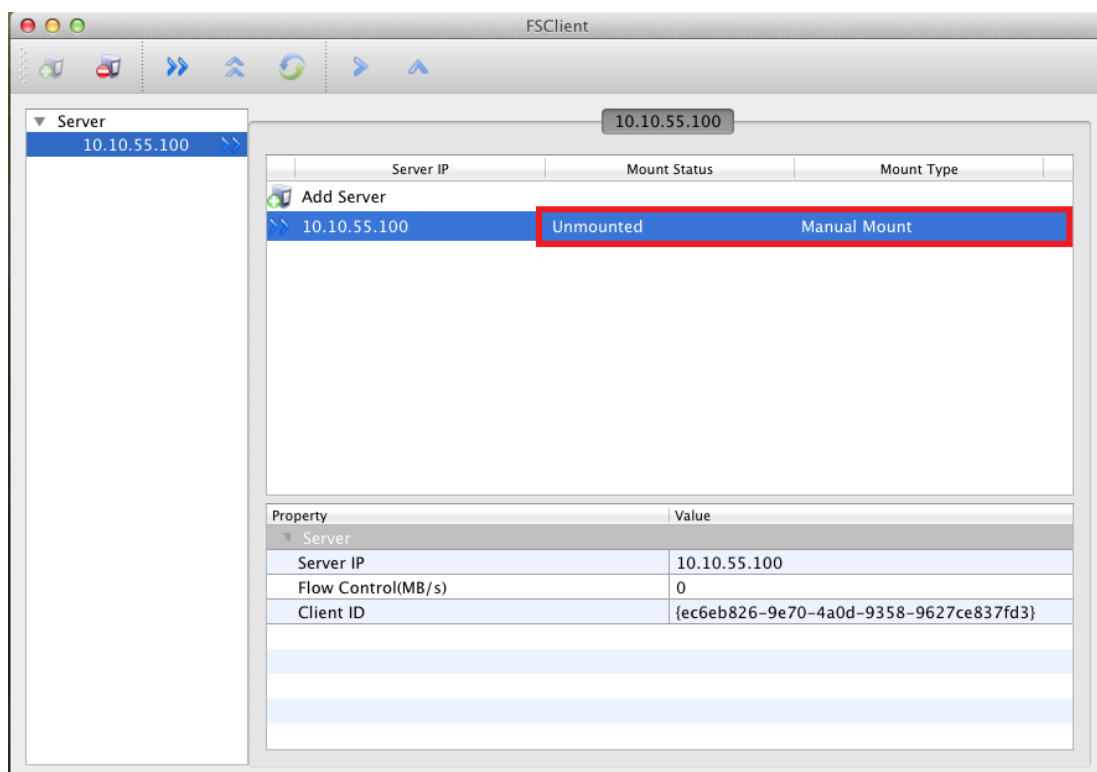 FSClient
Server
10.10.55.100
10.10.55.100
Server IP Mount Status Mount Type
Add Server
10.10.55.100 Unmounted Manual Mount
Property Value
Server
Server IP 10.10.55.100
Flow Control(MB/s) 0
Client ID {ec6eb826-9e70-4a0d-9358-9627ce837fd3}